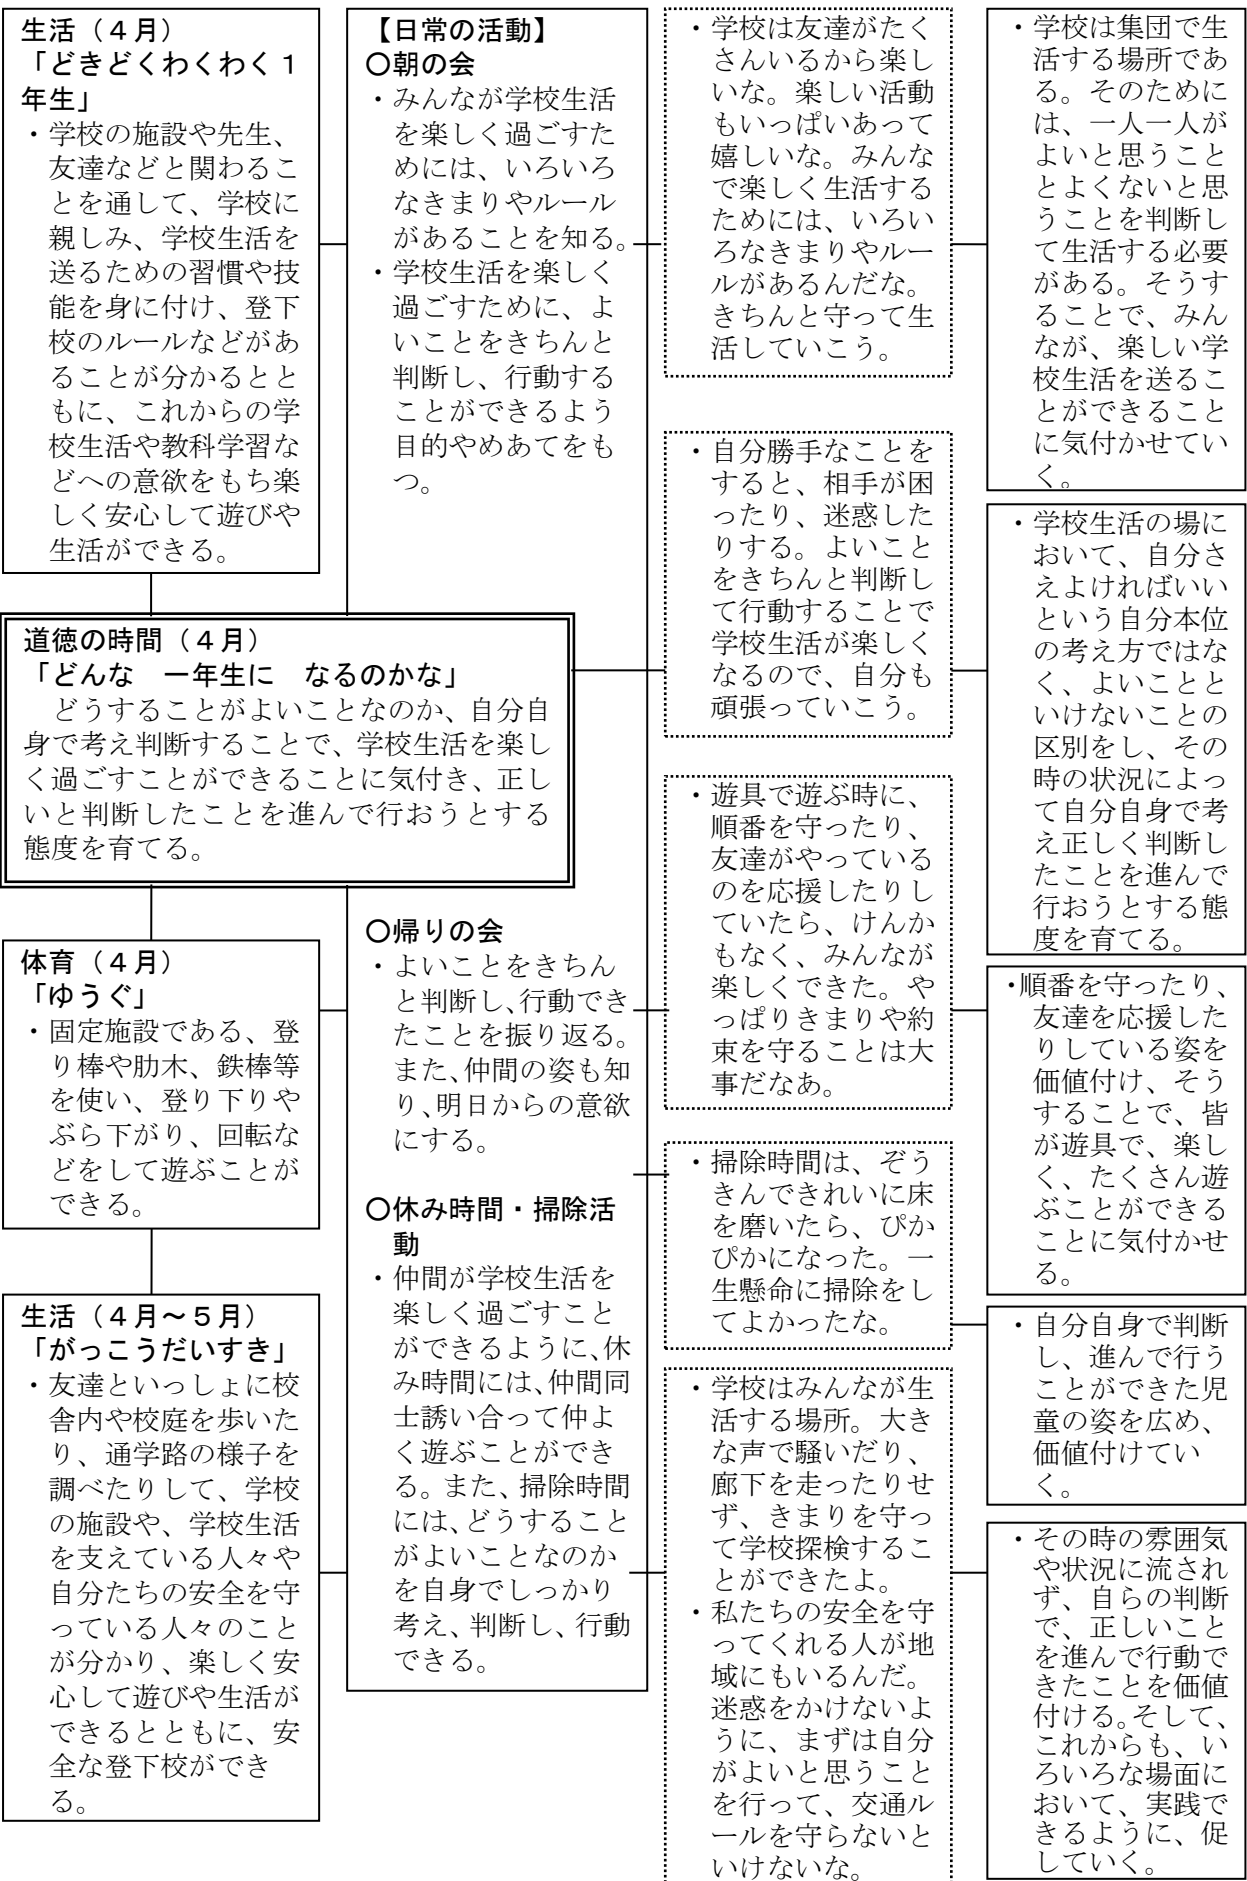 生活（４月）
「どきどくわくわく１
年生」
・学校の施設や先生、
友達などと関わるこ
とを通して、学校に
親しみ、学校生活を
送るための習慣や技
能を身に付け、登下
校のルールなどがあ
ることが分かるとと
もに、これからの学
校生活や教科学習な
どへの意欲をもち楽
しく安心して遊びや
生活ができる。
道徳の時間（４月）
「どんな　一年生に　なるのかな」
どうすることがよいことなのか、自分自
身で考え判断することで、学校生活を楽し
く過ごすことができることに気付き、正し
いと判断したことを進んで行おうとする
態度を育てる。
体育（４月）
「ゆうぐ」
・固定施設である、登
り棒や肋木、鉄棒等
を使い、登り下りや
ぶら下がり、回転な
どをして遊ぶことが
できる。
生活（４月～５月）
「がっこうだいすき」
・友達といっしょに校
舎内や校庭を歩いた
り、通学路の様子を
調べたりして、学校
の施設や、学校生活
を支えている人々や
自分たちの安全を守
っている人々のこと
が分かり、楽しく安
心して遊びや生活が
できるとともに、安
全な登下校ができ
る。
【日常の活動】
〇朝の会
・みんなが学校生活
を楽しく過ごすた
めには、いろいろ
なきまりやルール
があることを知る。
・学校生活を楽しく
過ごすために、よ
いことをきちんと
判断し、行動する
ことができるよう
目的やめあてをも
つ。
〇帰りの会
・よいことをきちん
と判断し、行動でき
たことを振り返る。
また、仲間の姿も知
り、明日からの意欲
にする。
〇休み時間・掃除活
動
・仲間が学校生活を
楽しく過ごすこと
ができるように、休
み時間には、仲間同
士誘い合って仲よ
く遊ぶことができ
る。また、掃除時間
には、どうすること
がよいことなのか
を自身でしっかり
考え、判断し、行動
できる。
・学校は友達がたく
さんいるから楽し
いな。楽しい活動
もいっぱいあって
嬉しいな。みんな
で楽しく生活する
ためには、いろい
ろなきまりやルー
ルがあるんだな。
きちんと守って生
活していこう。
・自分勝手なことを
すると、相手が困
ったり、迷惑した
りする。よいこと
をきちんと判断し
て行動することで
学校生活が楽しく
なるので、自分も
頑張っていこう。
・遊具で遊ぶ時に、
順番を守ったり、
友達がやっている
のを応援したりし
ていたら、けんか
もなく、みんなが
楽しくできた。や
っぱりきまりや約
束を守ることは大
事だなあ。
・掃除時間は、ぞう
きんできれいに床
を磨いたら、ぴか
ぴかになった。一
生懸命に掃除をし
てよかったな。
・学校はみんなが生
活する場所。大き
な声で騒いだり、
廊下を走ったりせ
ず、きまりを守っ
て学校探検するこ
とができたよ。
・私たちの安全を守
ってくれる人が地
域にもいるんだ。
迷惑をかけないよ
うに、まずは自分
がよいと思うこと
を行って、交通ル
ールを守らないと
いけないな。
・学校は集団で生
活する場所であ
る。そのために
は、一人一人が
よいと思うこと
とよくないと思
うことを判断し
て生活する必要
がある。そうす
ることで、みん
なが、楽しい学
校生活を送るこ
とができること
に気付かせてい
く。
・学校生活の場に
おいて、自分さ
えよければいい
という自分本位
の考え方ではな
く、よいことと
いけないことの
区別をし、その
時の状況によっ
て自分自身で考
え正しく判断し
たことを進んで
行おうとする態
度を育てる。
・順番を守ったり、
友達を応援した
りしている姿を
価値付け、そう
することで、皆
が遊具で、楽し
く、たくさん遊
ぶことができる
ことに気付かせ
る。
・自分自身で判断
し、進んで行う
ことができた児
童の姿を広め、
価値付けてい
く。
・その時の雰囲気
や状況に流され
ず、自らの判断
で、正しいこと
を進んで行動で
きたことを価値
付ける。そして、
これからも、い
ろいろな場面に
おいて、実践で
きるように、促
していく。